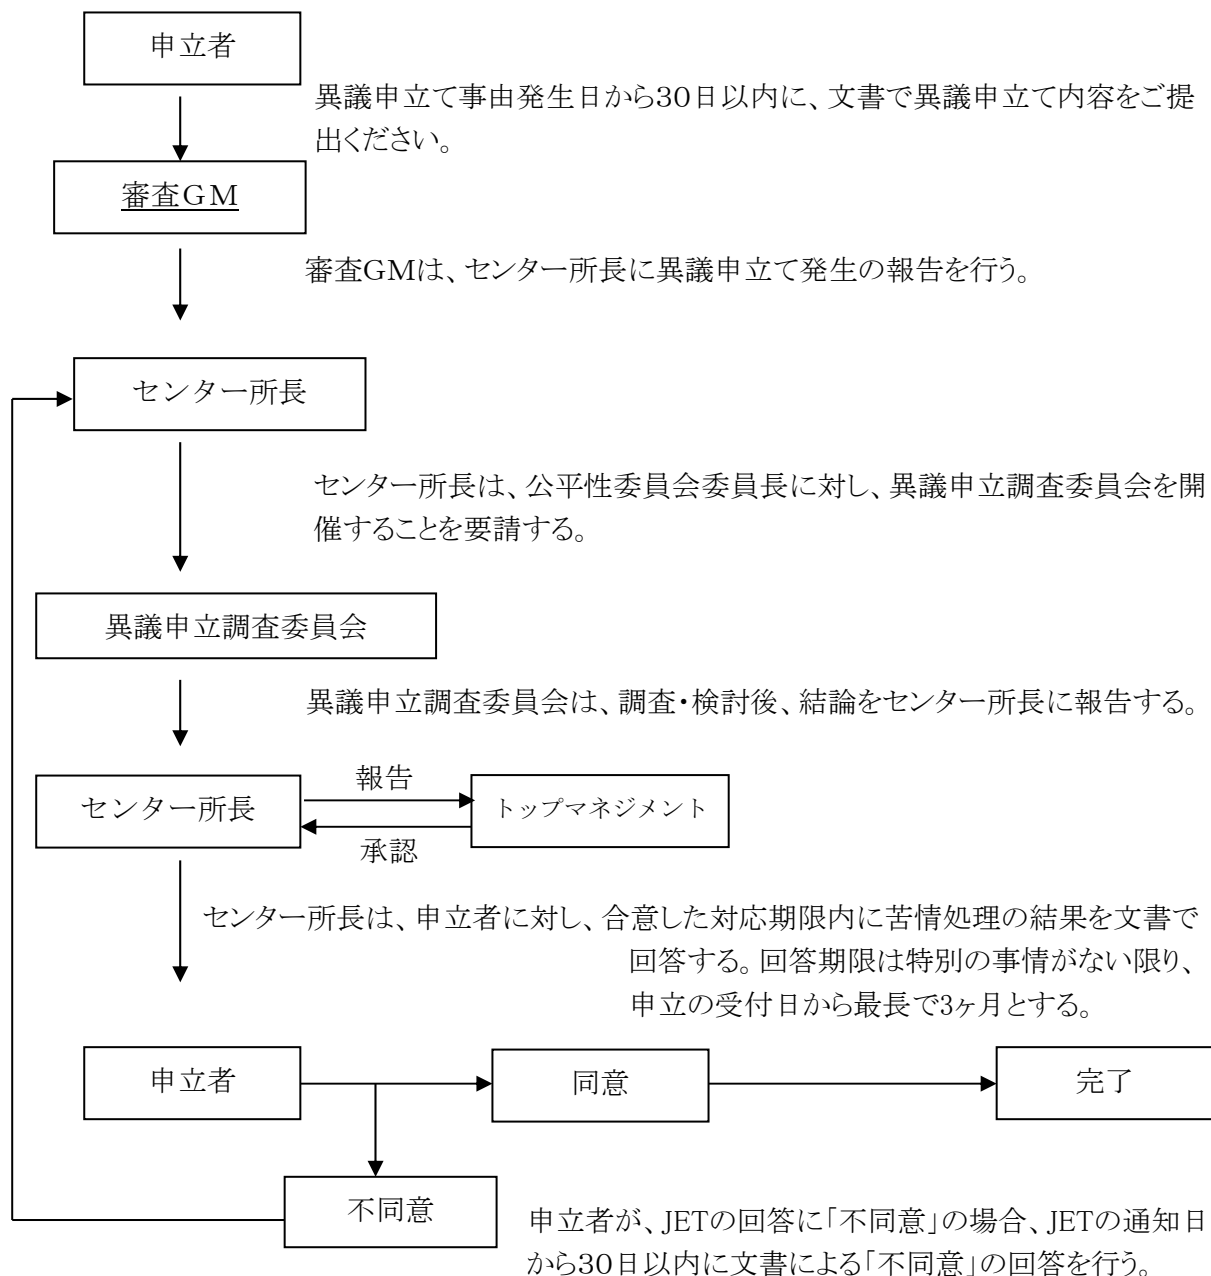 申立者
異議申立て事由発生日から30日以内に、文書で異議申立て内容をご提
出ください。
審査GM
審査GMは、センター所長に異議申立て発生の報告を行う。
センター所長
センター所長は、公平性委員会委員長に対し、異議申立調査委員会を開
催することを要請する。
異議申立調査委員会
異議申立調査委員会は、調査・検討後、結論をセンター所長に報告する。
報告
センター所長
トップマネジメント
承認
センター所長は、申立者に対し、合意した対応期限内に苦情処理の結果を文書で
回答する。回答期限は特別の事情がない限り、
申立の受付日から最長で3ヶ月とする。
申立者
同意
完了
不同意
申立者が、JETの回答に「不同意」の場合、JETの通知日
から30日以内に文書による「不同意」の回答を行う。